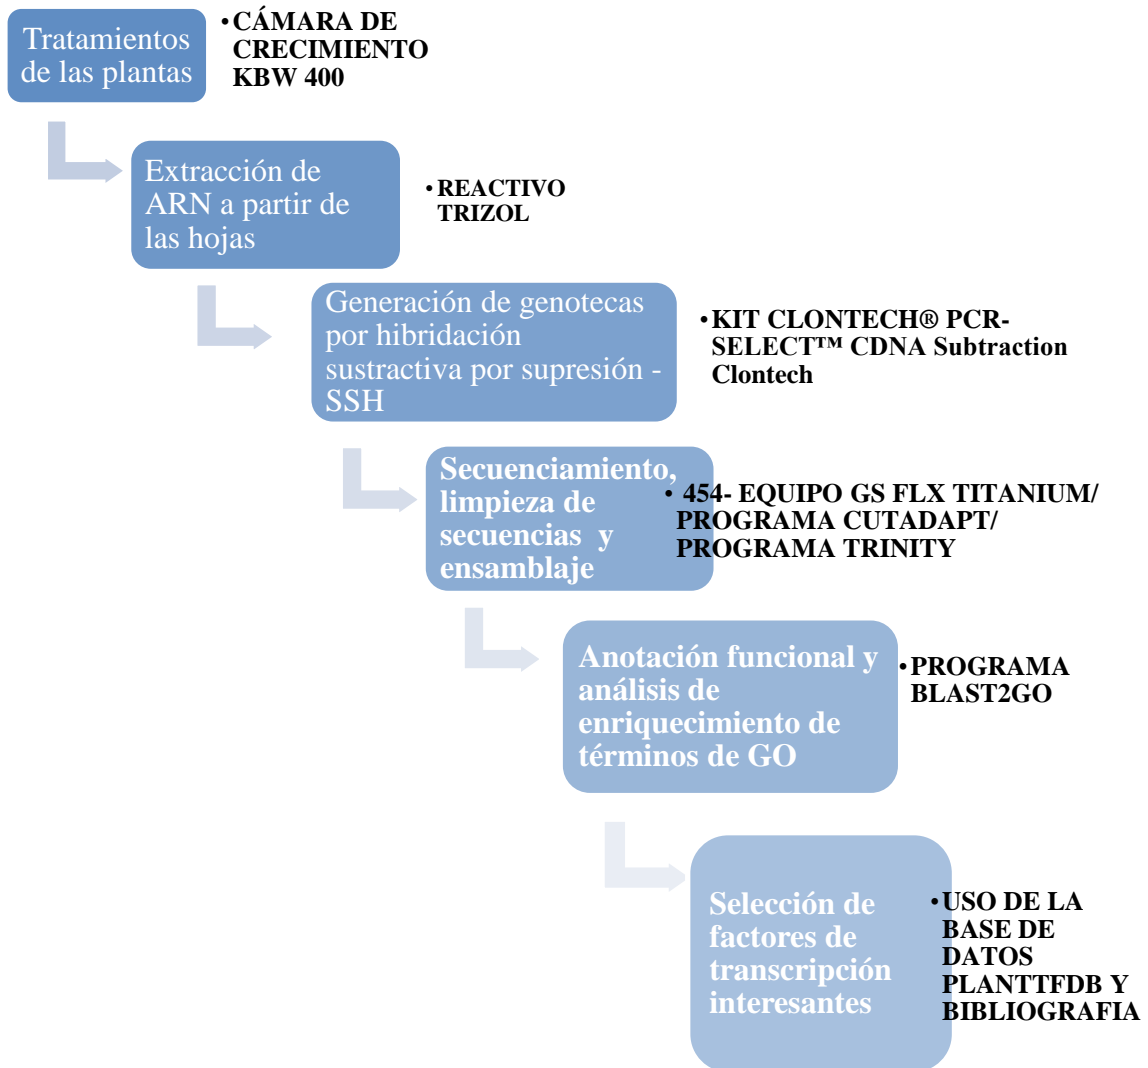 Tratamientos
de las plantas
•CÁMARA DE
CRECIMIENTO
KBW 400
Extracción de
ARN a partir de
las hojas
•REACTIVO
TRIZOL
Generación de genotecas
por hibridación
sustractiva por supresión -
SSH
•KIT CLONTECH® PCR-
SELECT™ CDNA Subtraction
Clontech
Secuenciamiento,
limpieza de
secuencias y
ensamblaje
• 454- EQUIPO GS FLX TITANIUM/
PROGRAMA CUTADAPT/
PROGRAMA TRINITY
Anotación funcional y
análisis de
enriquecimiento de
términos de GO
•PROGRAMA
BLAST2GO
Selección de
factores de
transcripción
interesantes
•USO DE LA
BASE DE
DATOS
PLANTTFDB Y
BIBLIOGRAFIA